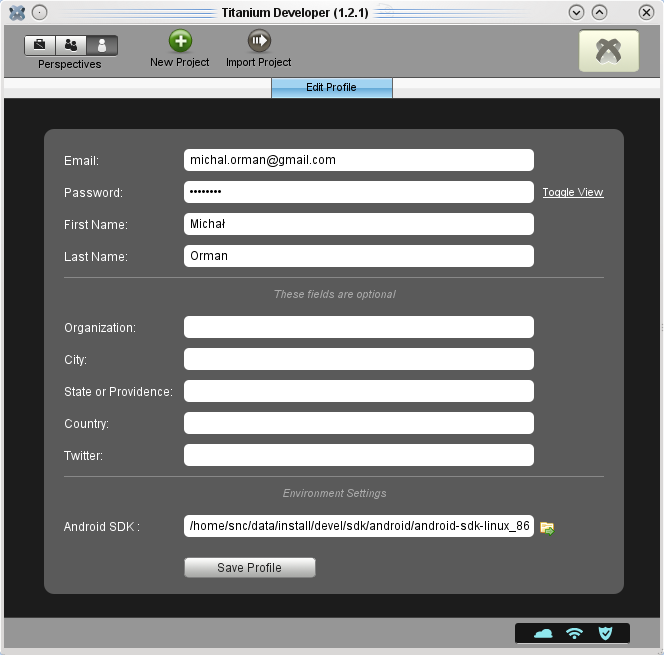 Titanium Developer (1.2.1)
Perspectives
New Project
Import Project
Edit Profile
Email: michal.orman@gmail.com
Password: ••••••••
Toggle View
First Name: Michał
Last Name: Orman
These fields are optional
Organization:
City:
State or Providence:
Country:
Twitter:
Environment Settings
Android SDK : /home/snc/data/install/devel/sdk/android/android-sdk-linux_86
Save Profile